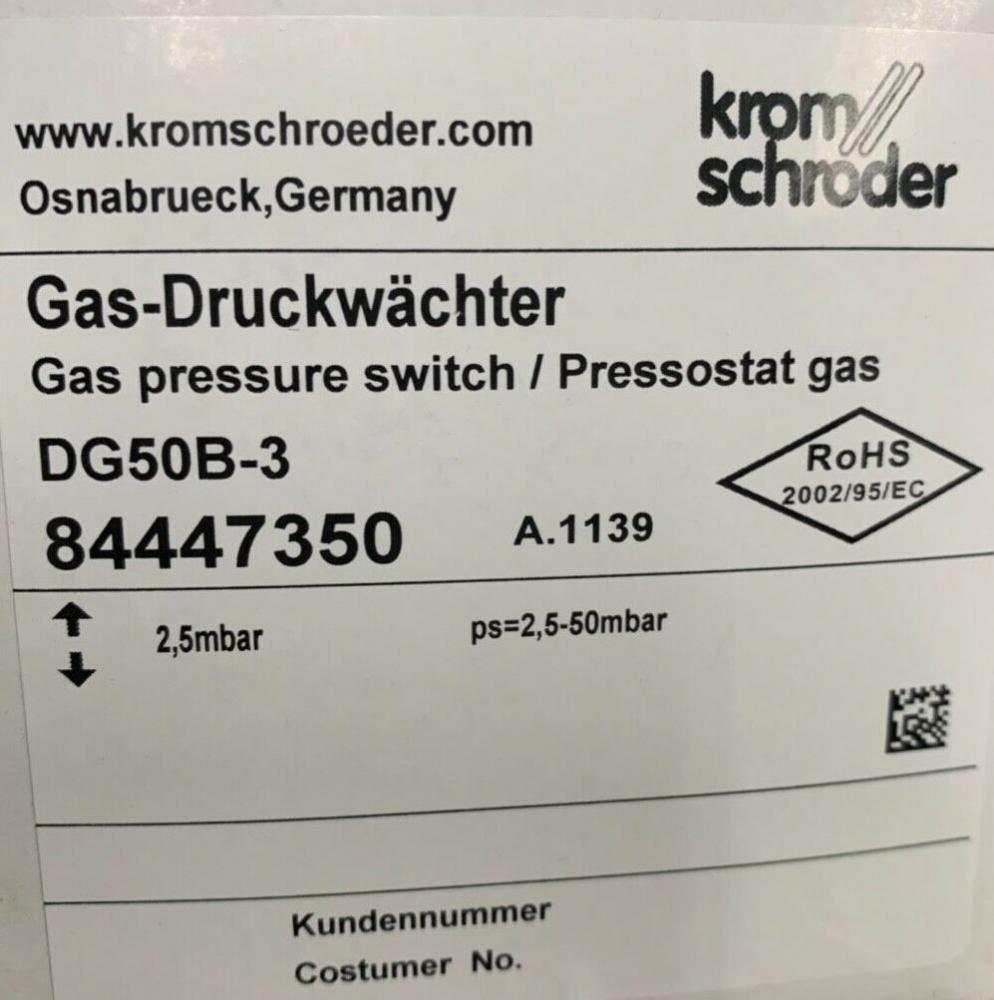 www.kromschroeder.com
Osnabrueck,Germany
krom
schroder
Gas-Druckwächter
Gas pressure switch / Pressostat gas
DG50B-3
84447350
A.1139
RoHS
2002/95/EC
2,5mbar
ps=2,5-50mbar
Kundennummer
Costumer No.